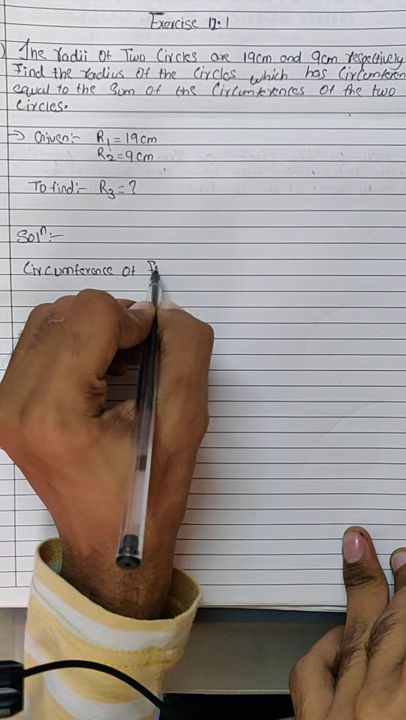 Exercise 12.1
) The radii of Two Circles are 19cm and 9cm respectively
Find the radius of the Circles which has Circumferen
equal to the Sum of the Circumferences of the two
Circles.
→ Given:- R₁ = 19cm
R₂ = 9cm
To find:- R₃ = ?
Solⁿ:-
Circumference of